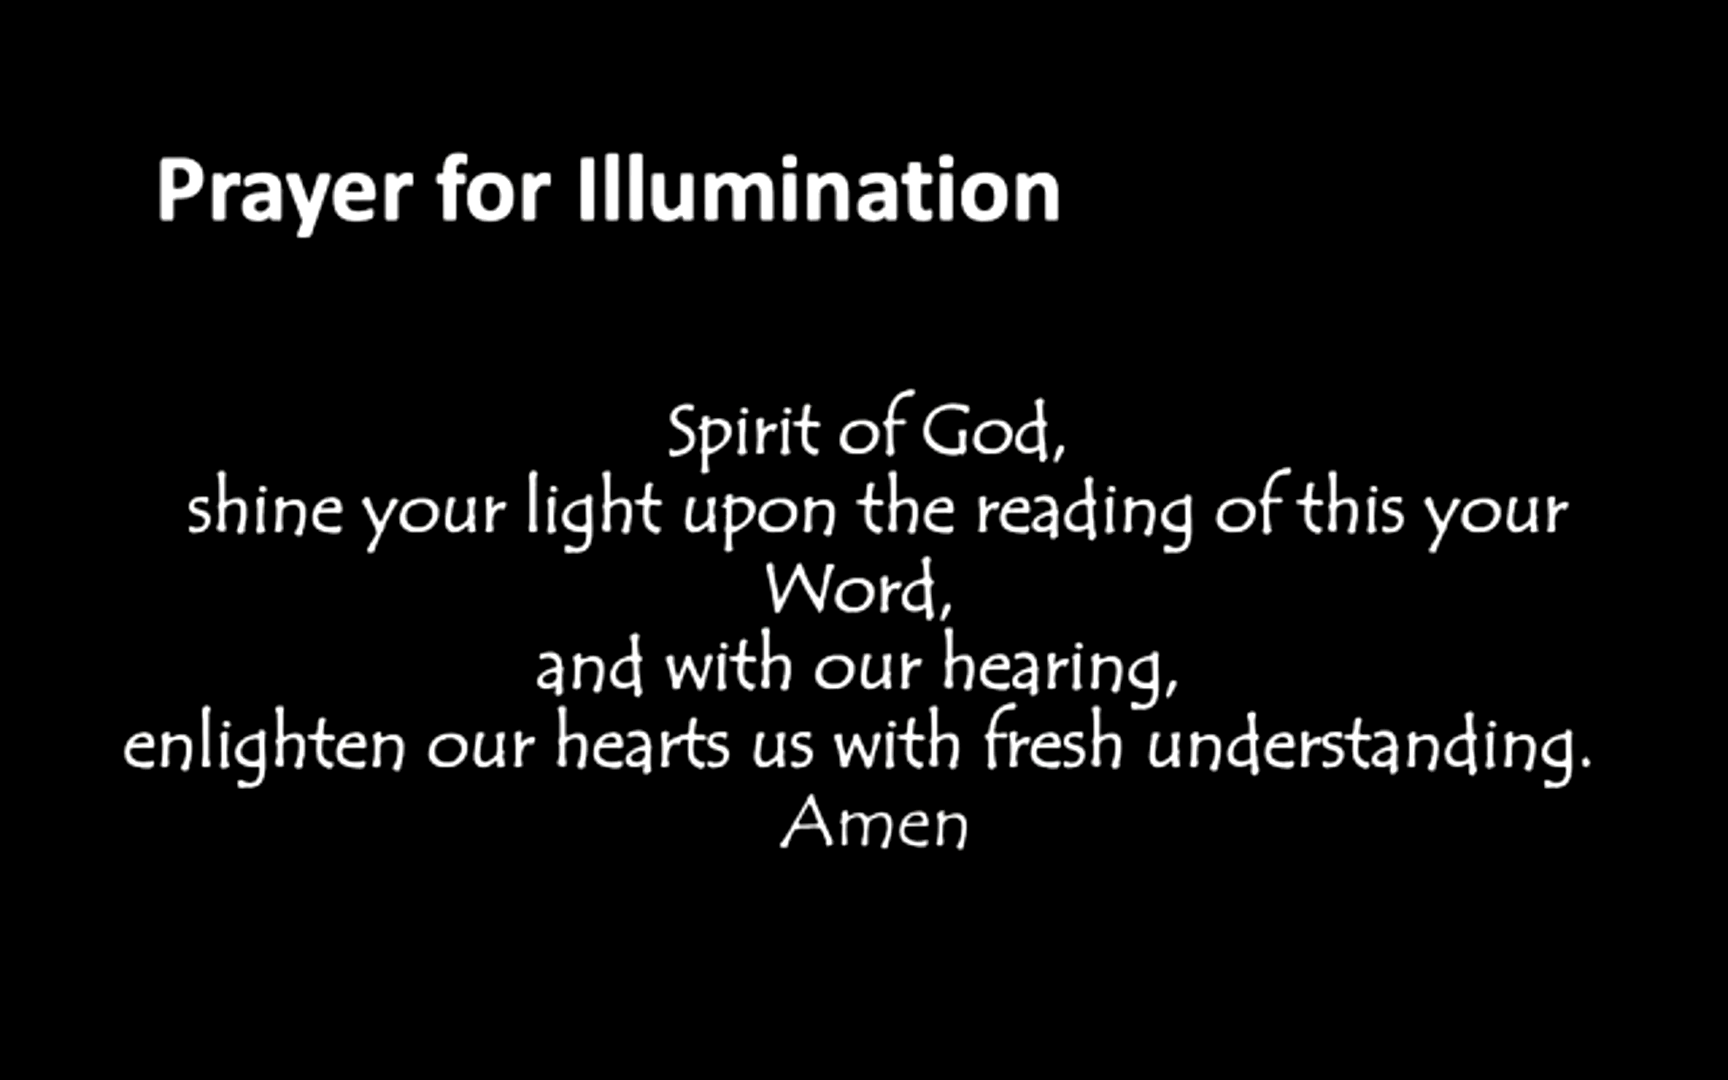 Prayer for Illumination
Spirit of God,
shine your light upon the reading of this your
Word,
and with our hearing,
enlighten our hearts us with fresh understanding.
Amen